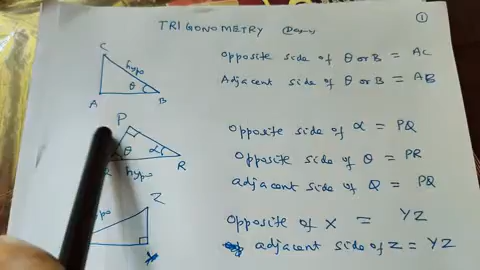 TRIGONOMETRY
①
C
hypo
θ
A
B
opposite side of θ or B = AC
Adjacent side of θ or B = AB
P
θ
α
R
hypo
opposite side of α = PQ
opposite side of θ = PR
adjacent side of Q = PQ
Z
opposite of X = YZ
adjacent side of Z = YZ